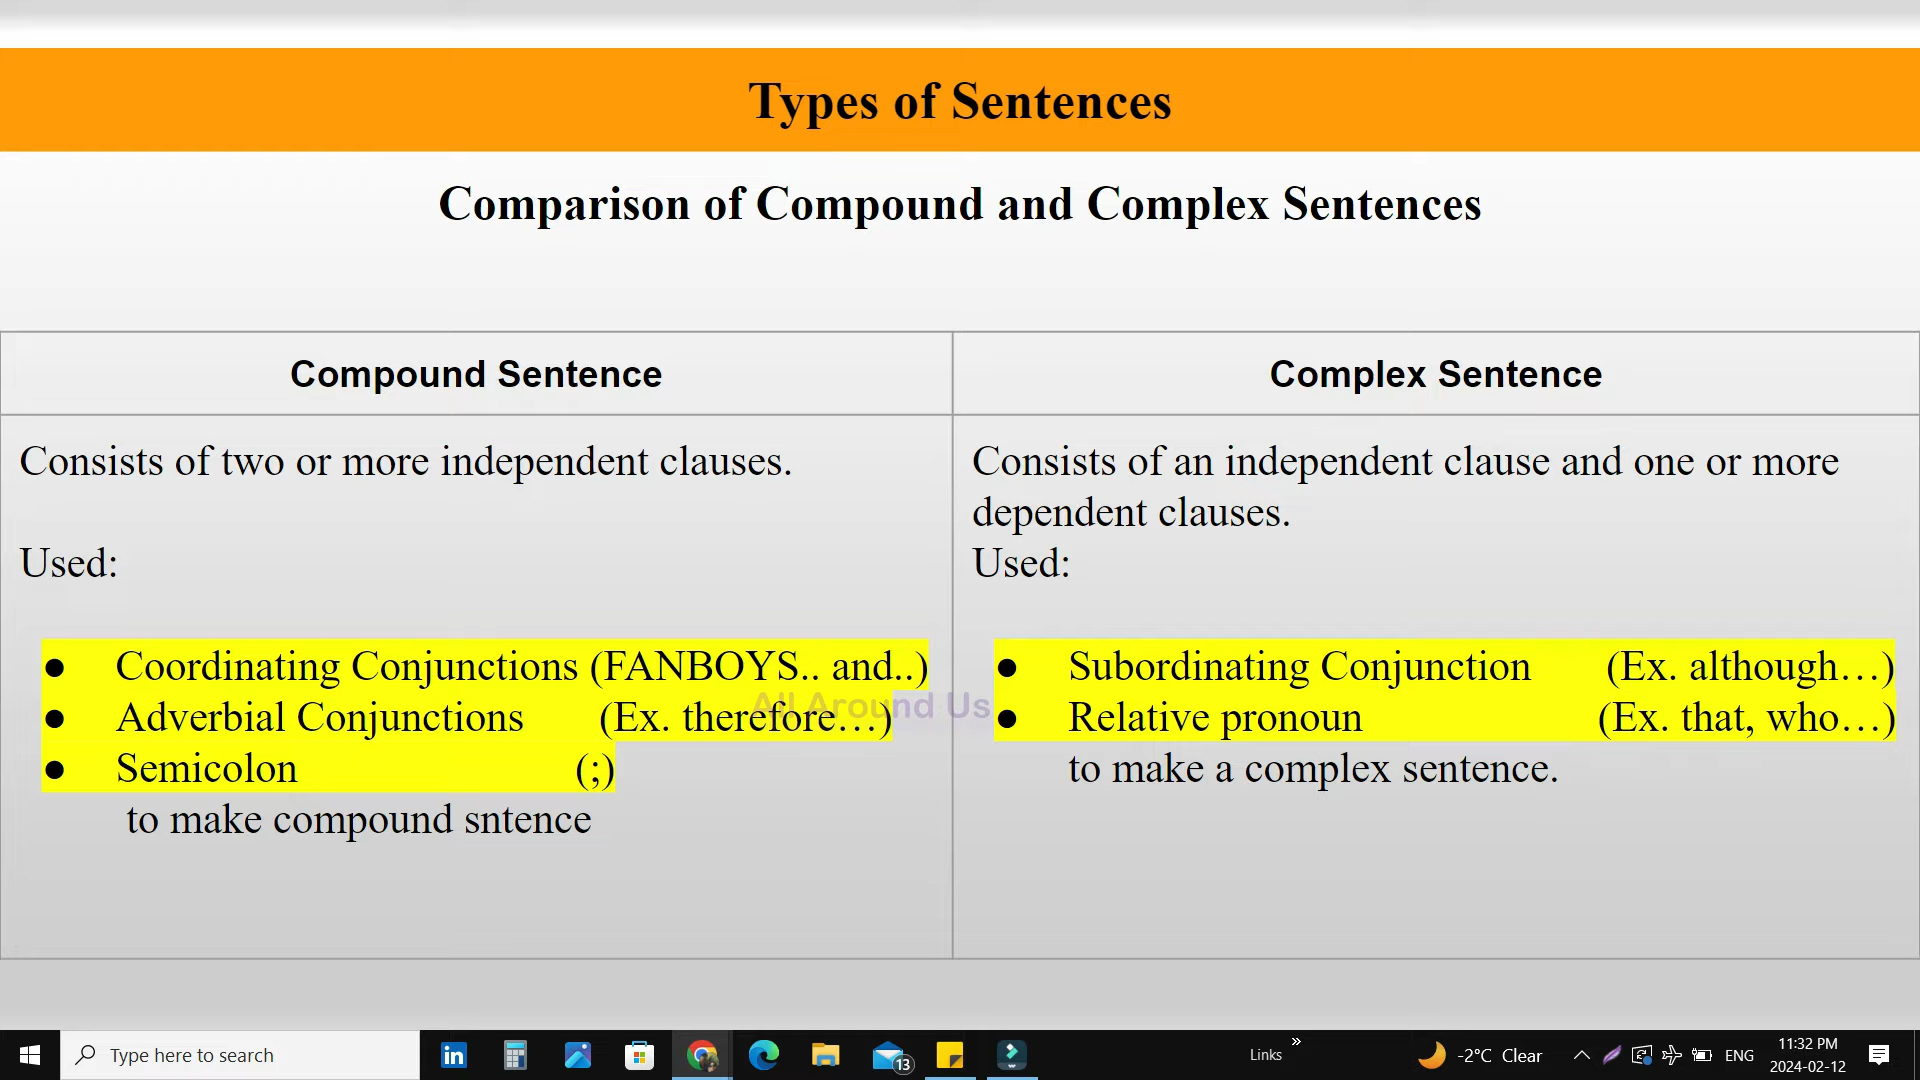 Types of Sentences
Comparison of Compound and Complex Sentences
Compound Sentence
Consists of two or more independent clauses.
Used:
● Coordinating Conjunctions (FANBOYS.. and..)
● Adverbial Conjunctions (Ex. therefore…)
● Semicolon (;)
to make compound sntence
Complex Sentence
Consists of an independent clause and one or more
dependent clauses.
Used:
● Subordinating Conjunction (Ex. although…)
● Relative pronoun (Ex. that, who…)
to make a complex sentence.
All Around Us
Type here to search
13
Links »
-2°C Clear
ENG
11:32 PM
2024-02-12